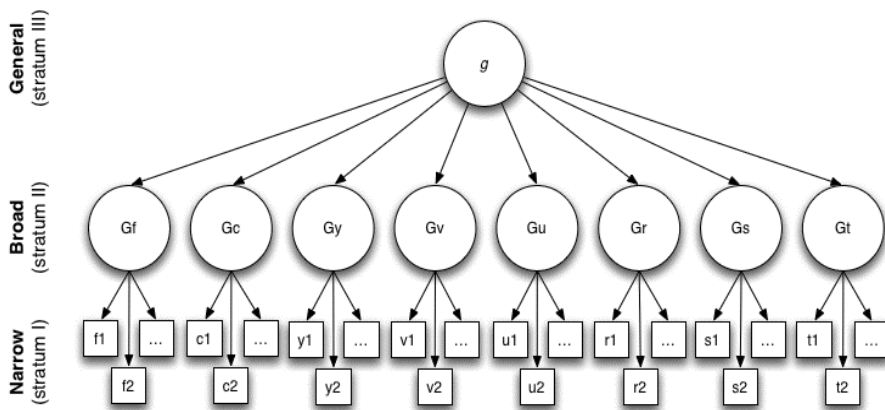 General
(stratum III)
g
Broad
(stratum II)
Gf Gc Gy Gv Gu Gr Gs Gt
Narrow
(stratum I)
f1 ... c1 ... y1 ... v1 ... u1 ... r1 ... s1 ... t1 ...
f2 c2 y2 v2 u2 r2 s2 t2